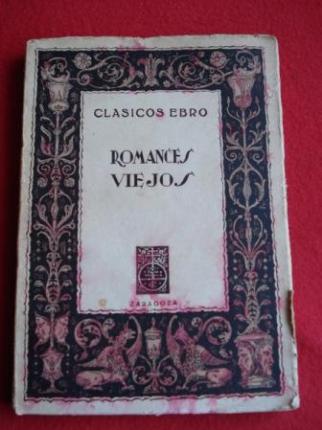 CLASICOS EBRO
ROMANCES
VIEJOS
ZARAGOZA